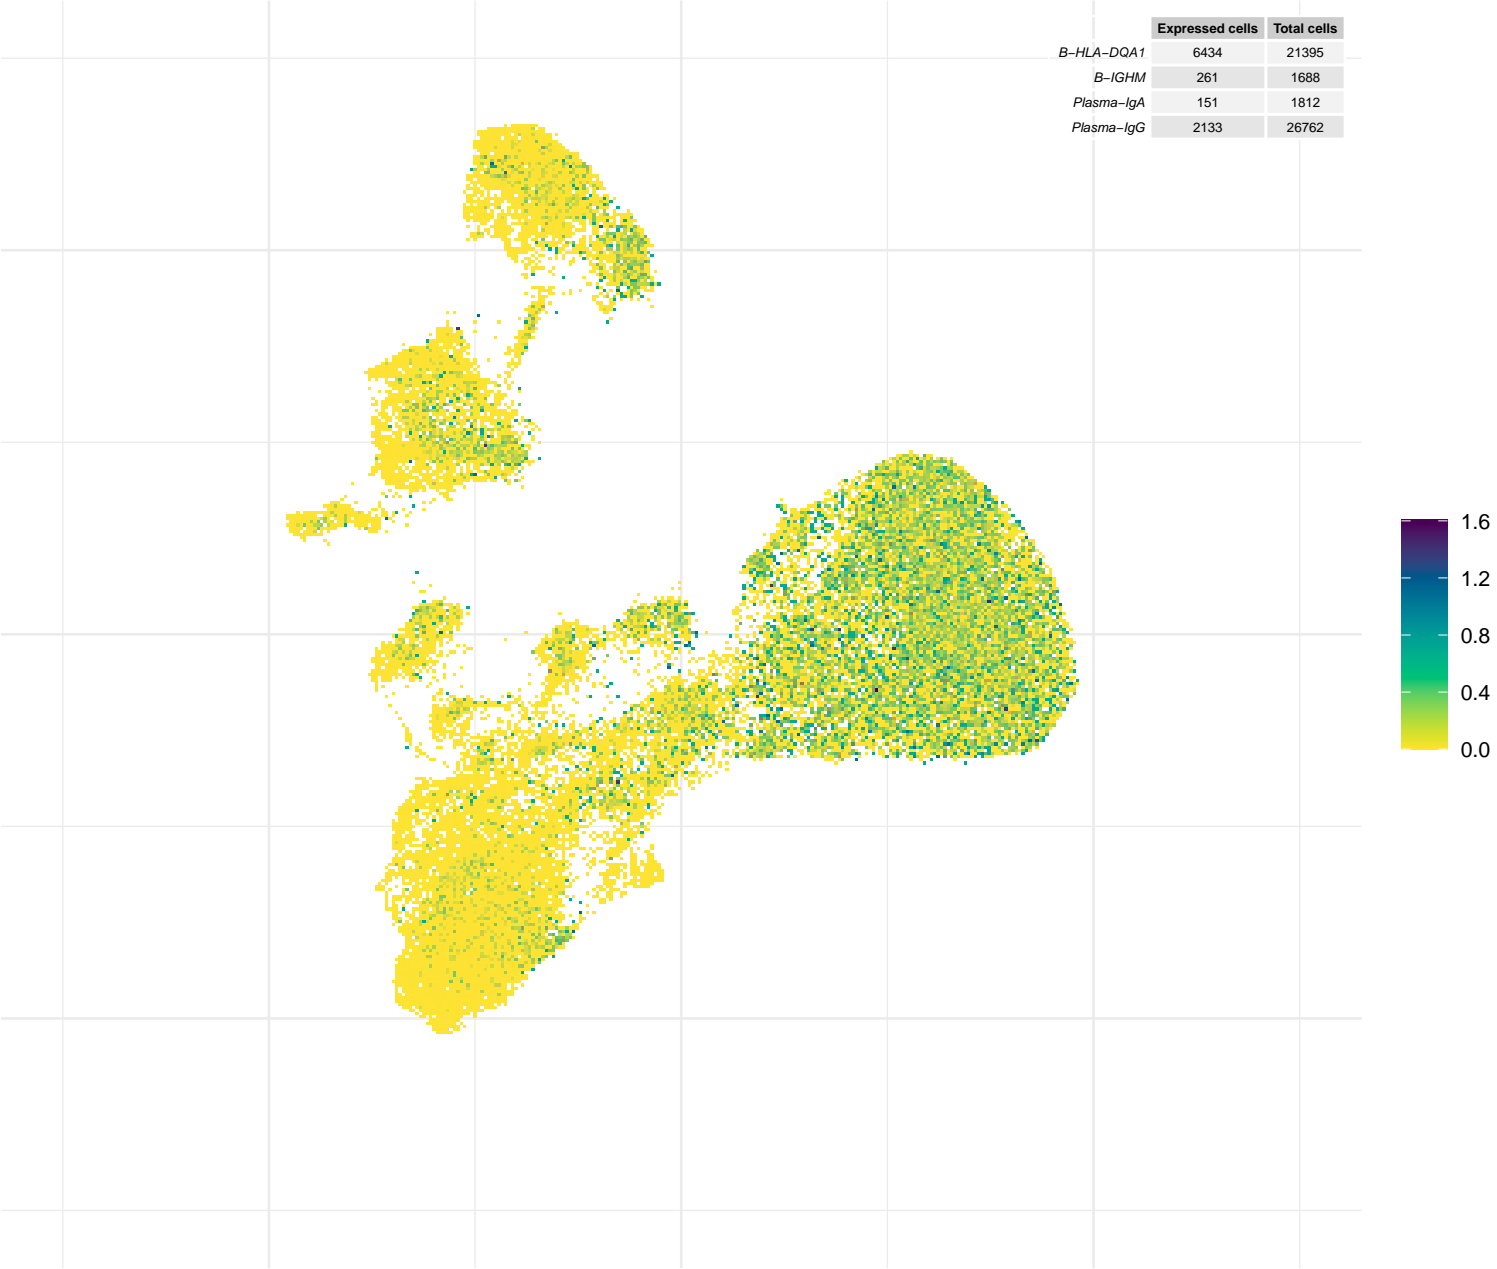 Expressed cells Total cells
B−HLA−DQA1 6434 21395
B−IGHM 261 1688
Plasma−IgA 151 1812
Plasma−IgG 2133 26762
1.6
1.2
0.8
0.4
0.0